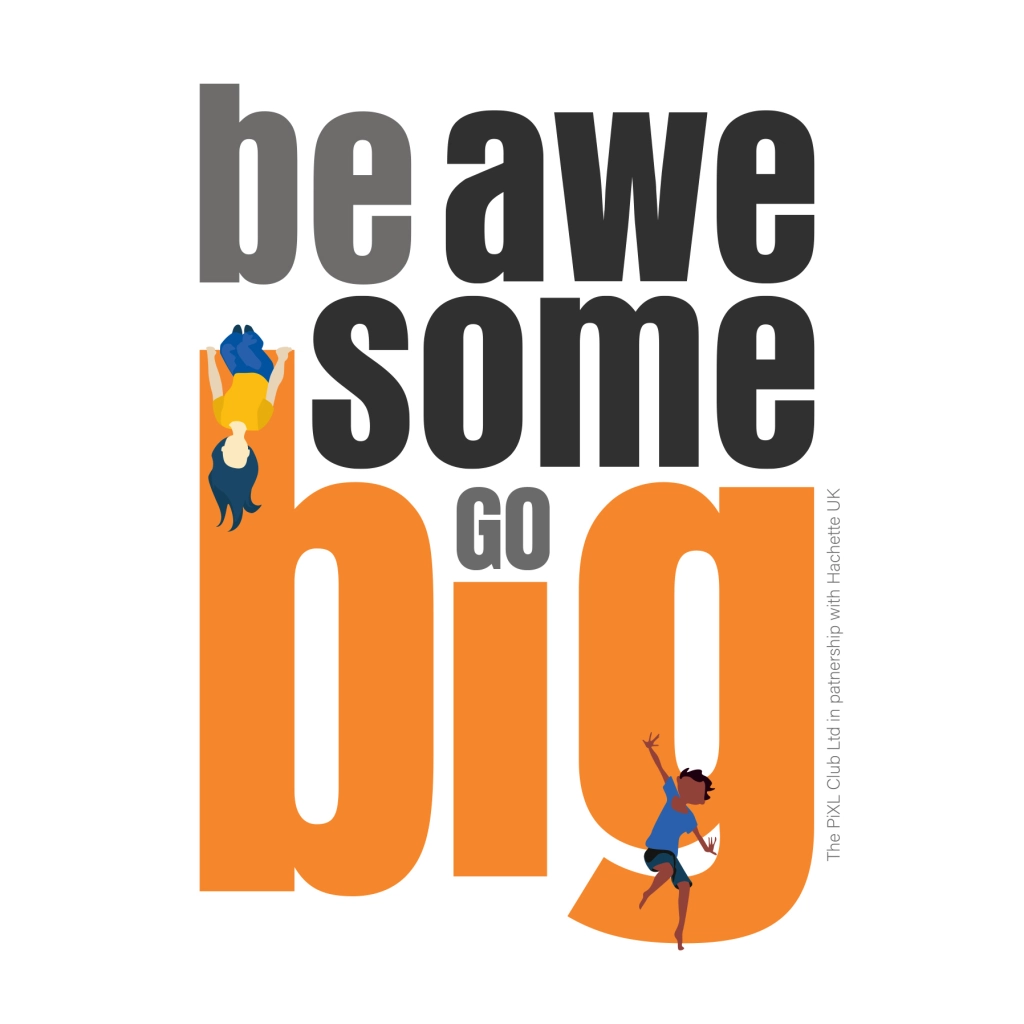 be awe
some
GO
big
The PiXL Club Ltd in patnership with Hachette UK